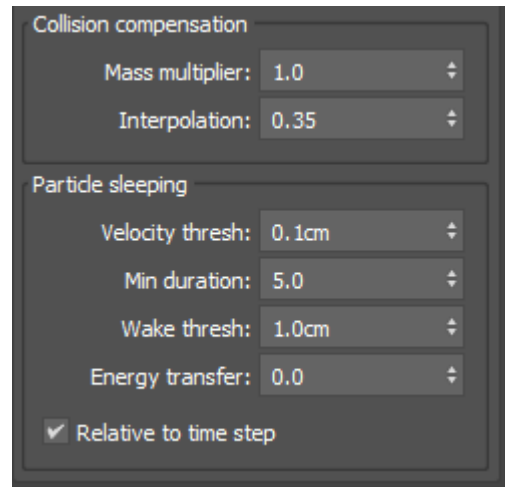 Collision compensation
Mass multiplier: 1.0
Interpolation: 0.35
Particle sleeping
Velocity thresh: 0.1cm
Min duration: 5.0
Wake thresh: 1.0cm
Energy transfer: 0.0
Relative to time step